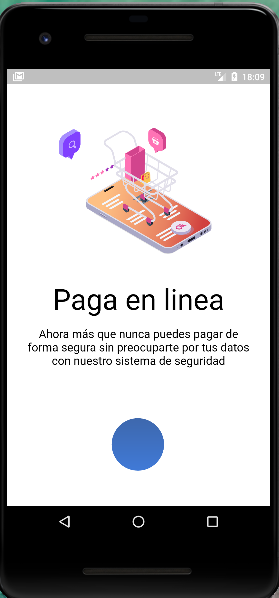 18:09
Paga en linea
Ahora más que nunca puedes pagar de
forma segura sin preocuparte por tus datos
con nuestro sistema de seguridad